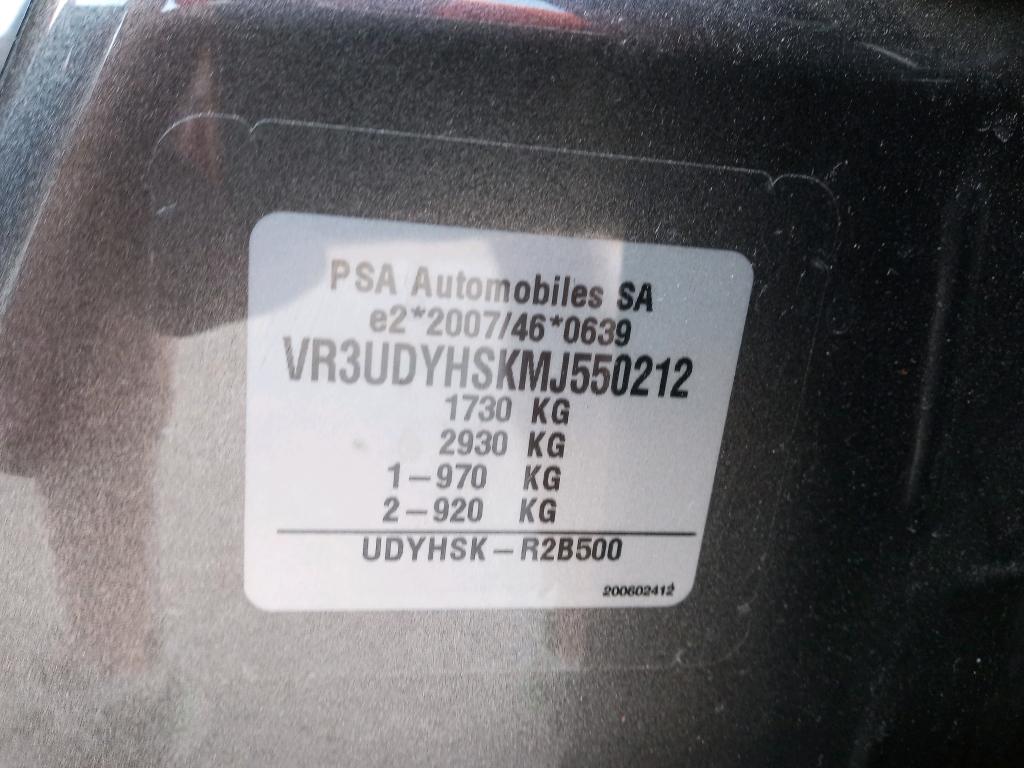 PSA Automobiles SA
e2*2007/46*0639
VR3UDYHSKMJ550212
1730 KG
2930 KG
1-970 KG
2-920 KG
UDYHSK-R2B500
200602412